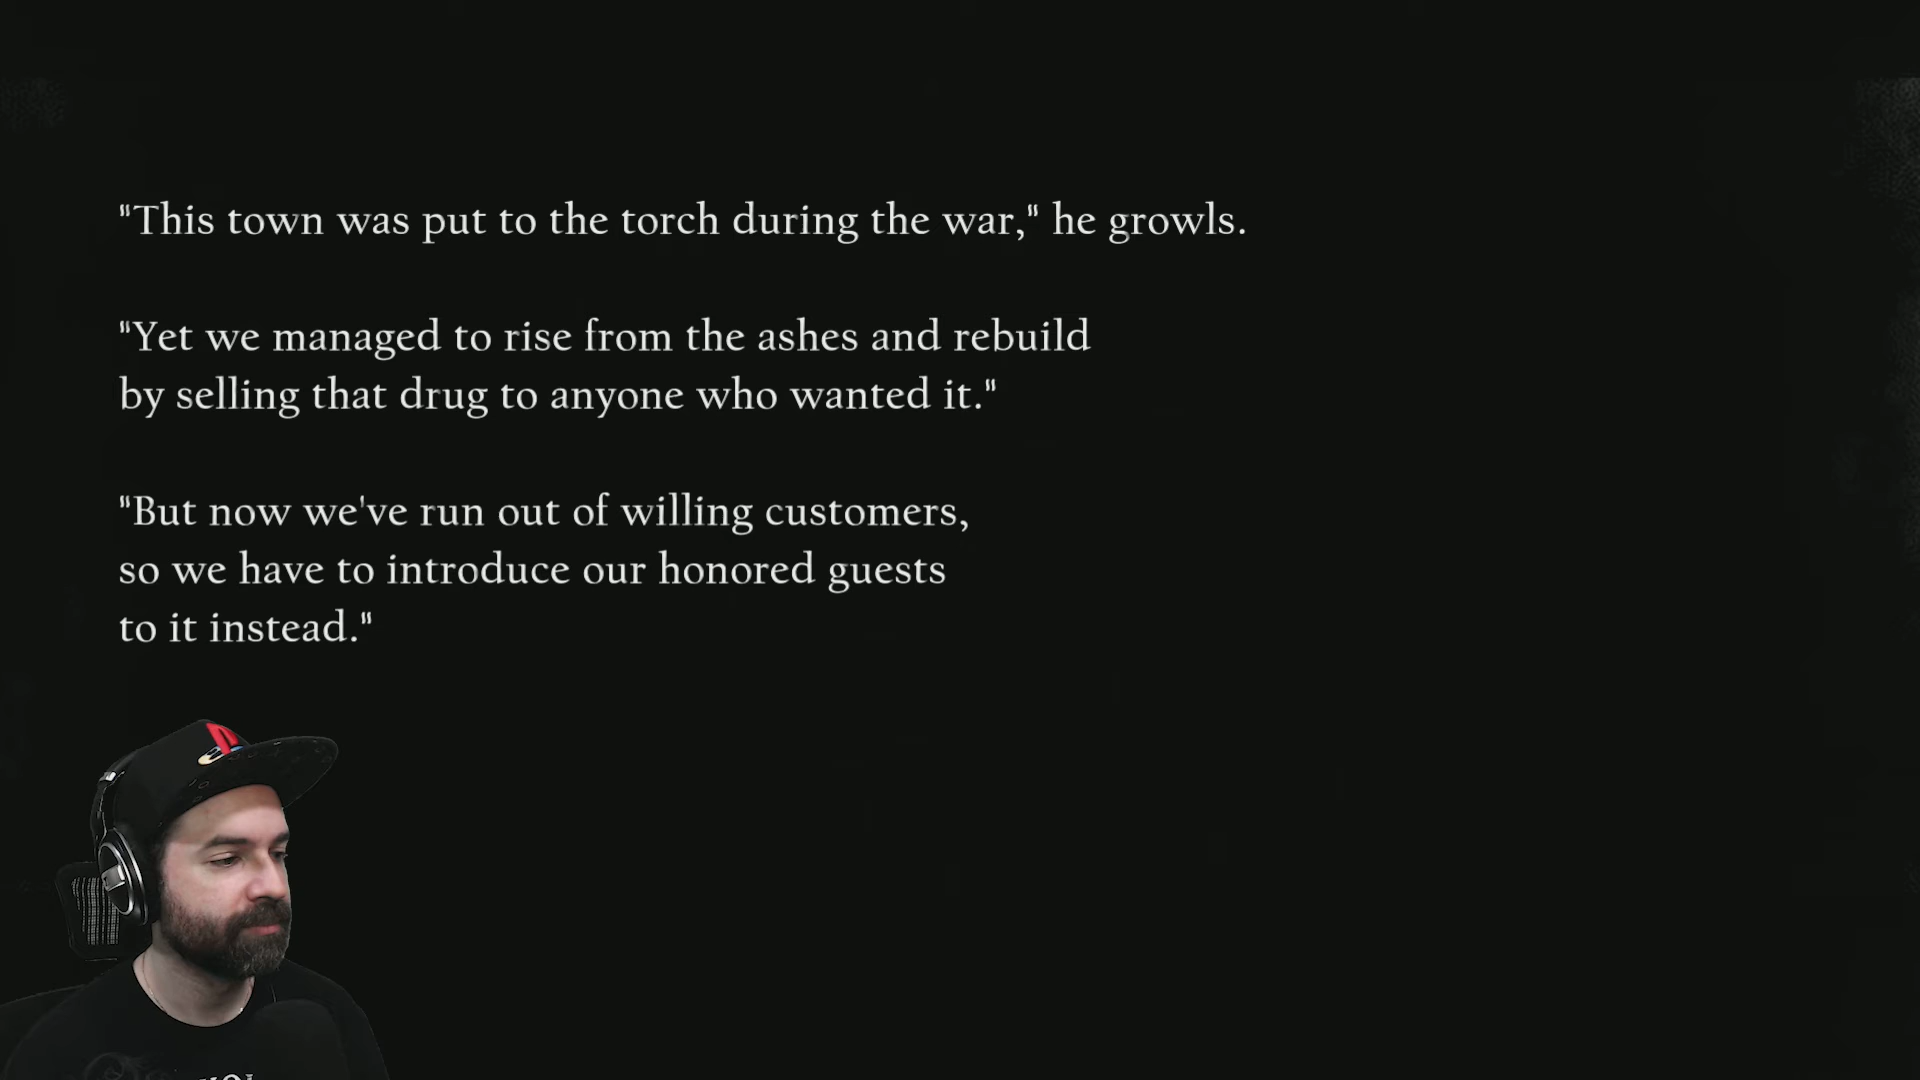 "This town was put to the torch during the war," he growls.
"Yet we managed to rise from the ashes and rebuild
by selling that drug to anyone who wanted it."
"But now we've run out of willing customers,
so we have to introduce our honored guests
to it instead."